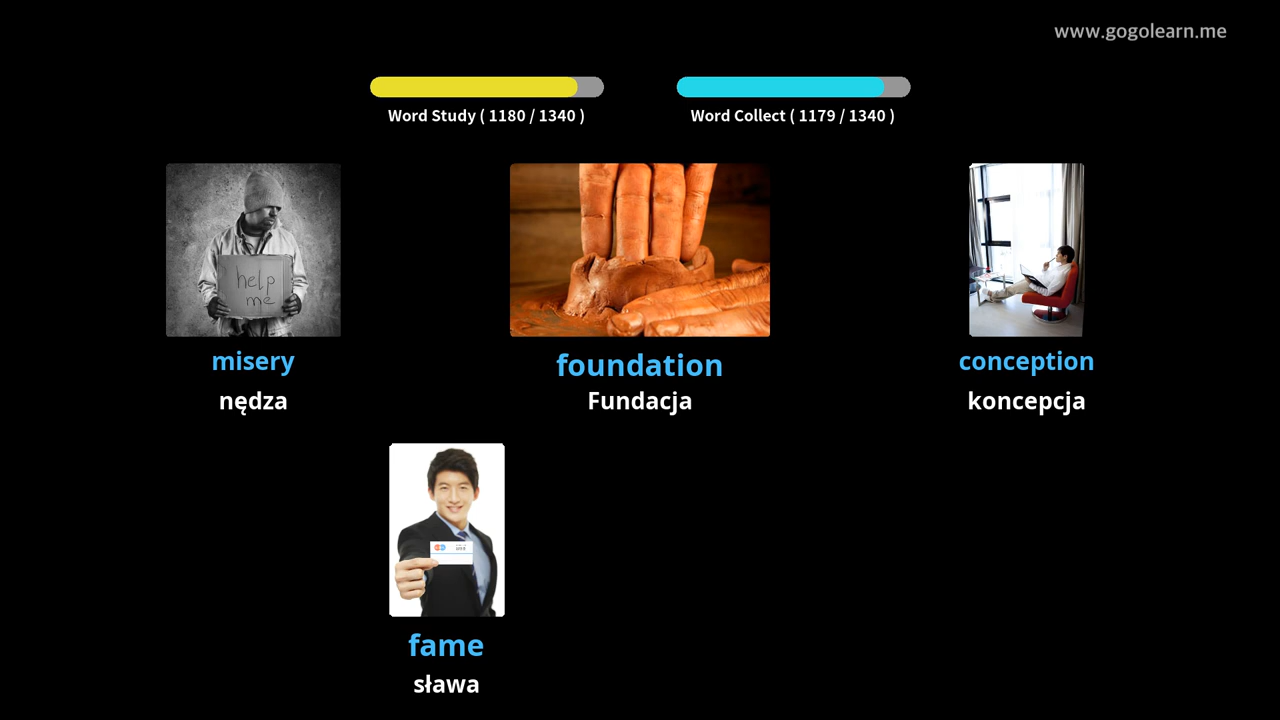 www.gogolearn.me
Word Study ( 1180 / 1340 )
Word Collect ( 1179 / 1340 )
help
me
misery
nędza
foundation
Fundacja
conception
koncepcja
fame
sława